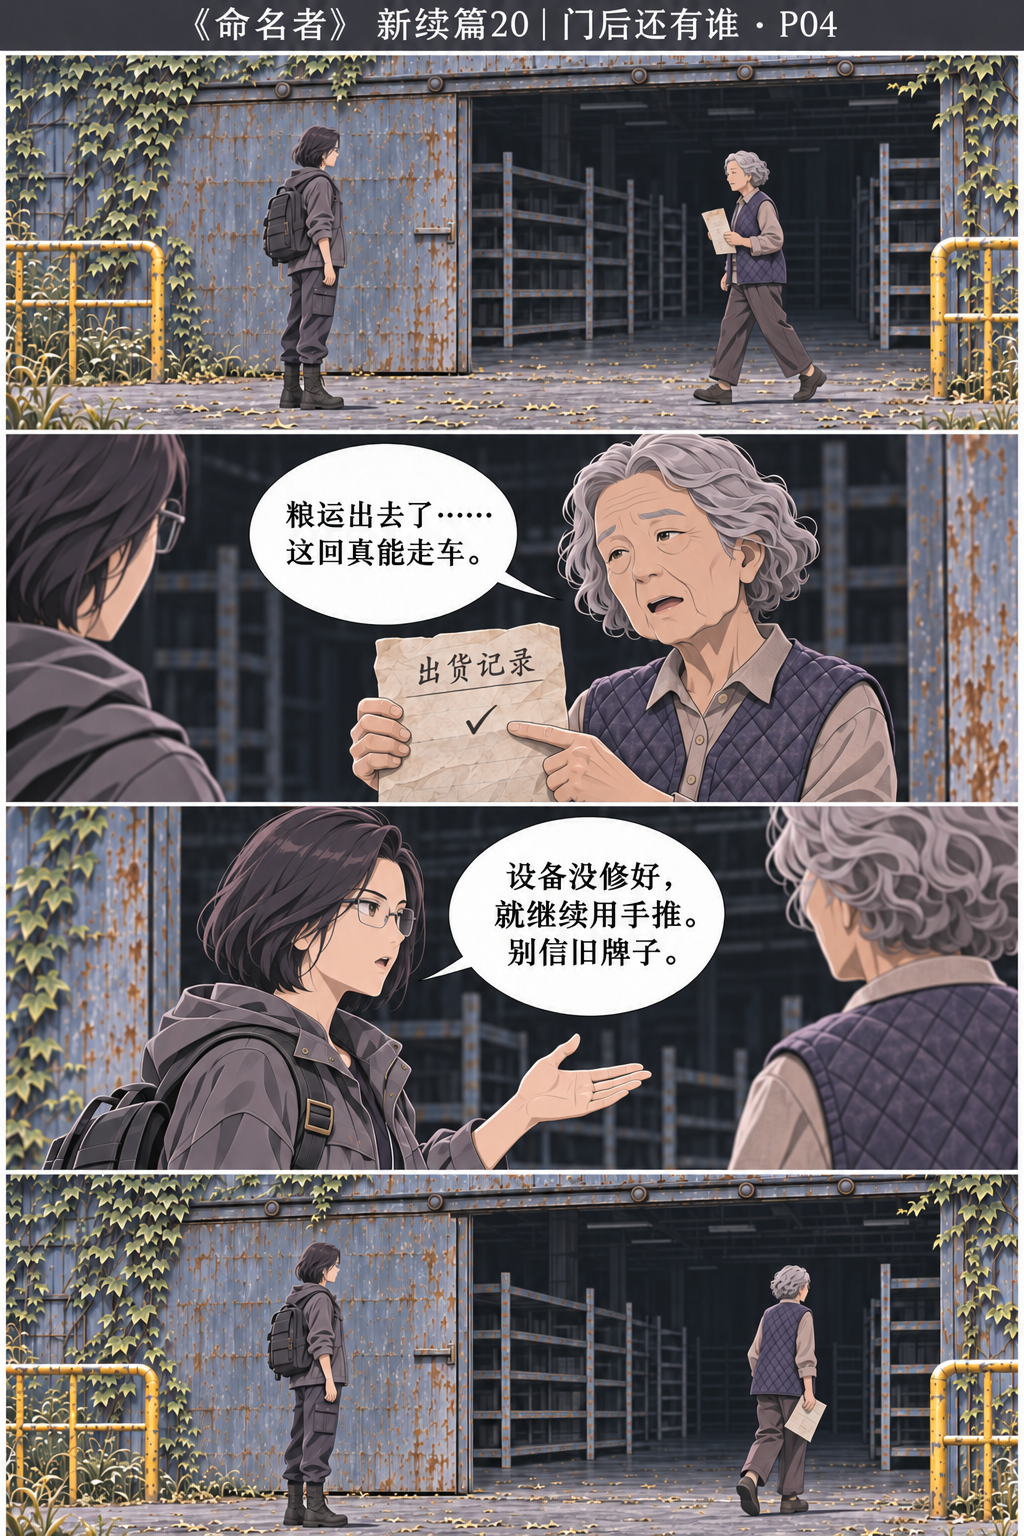 《命名者》 新续篇20 | 门后还有谁 · P04
粮运出去了……
这回真能走车。
出货记录
✓
设备没修好，
就继续用手推。
别信旧牌子。